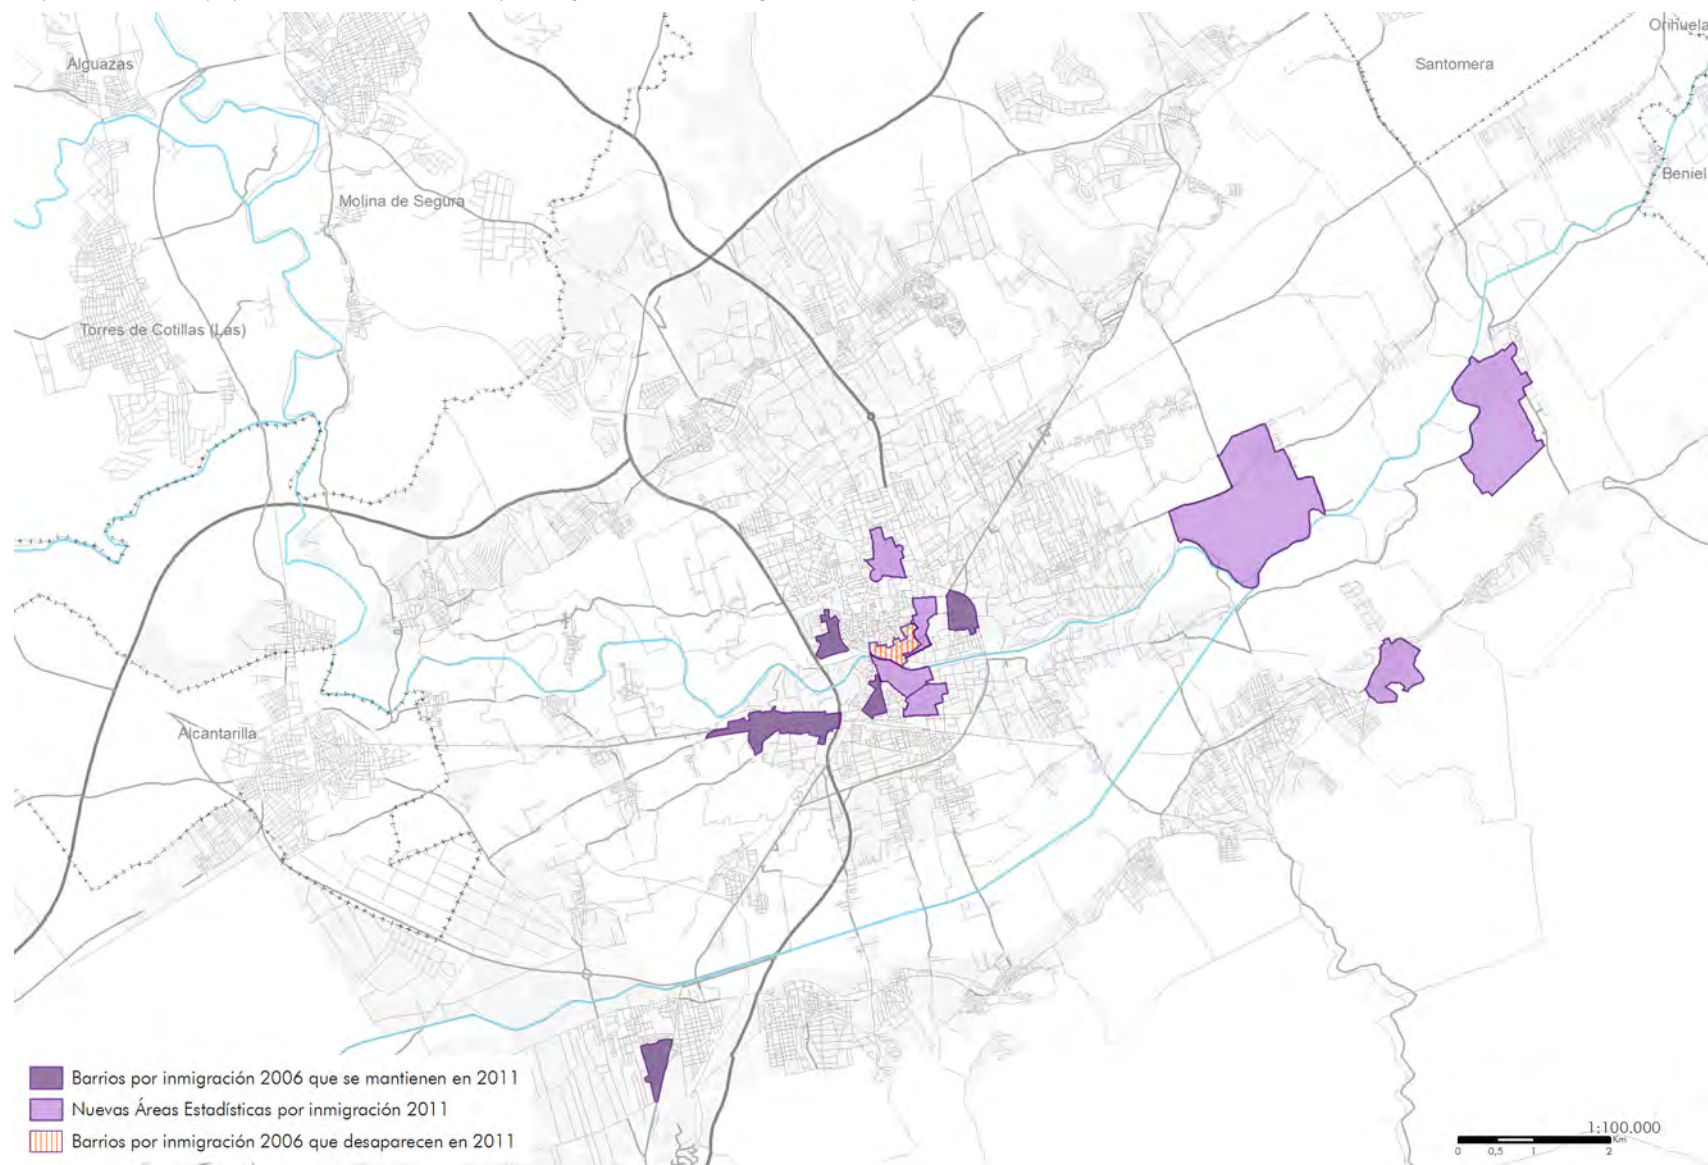 Orihuela
Alguazas
Santomera
Beniel
Molina de Segura
Torres de Cotillas (Las)
Alcantarilla
Barrios por inmigración 2006 que se mantienen en 2011
Nuevas Áreas Estadísticas por inmigración 2011
Barrios por inmigración 2006 que desaparecen en 2011
1:100.000
Km
0 0,5 1 2